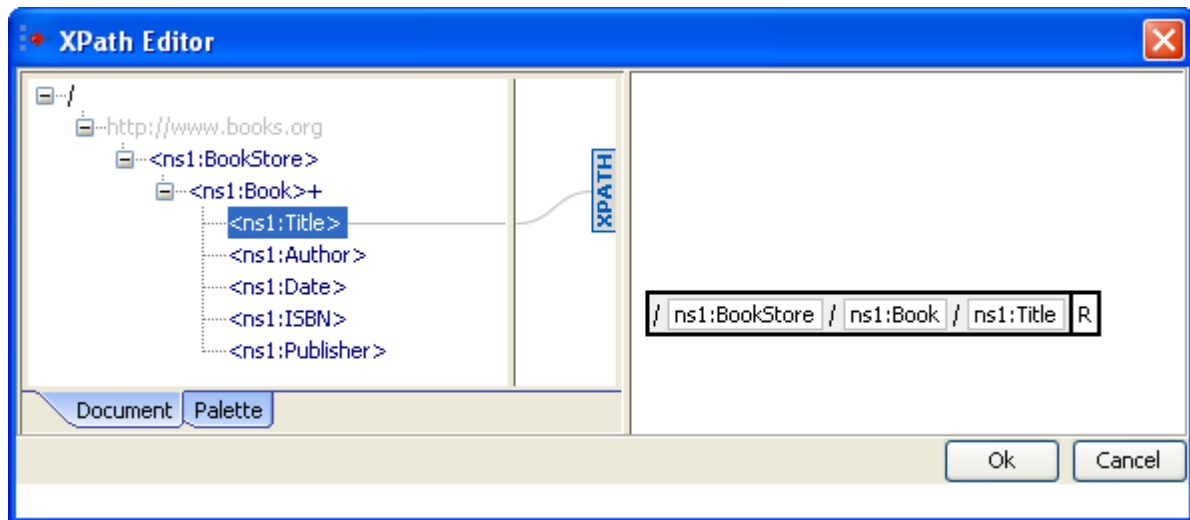 XPath Editor
/
http://www.books.org
<ns1:BookStore>
<ns1:Book>+
<ns1:Title>
<ns1:Author>
<ns1:Date>
<ns1:ISBN>
<ns1:Publisher>
XPATH
/ ns1:BookStore / ns1:Book / ns1:Title R
Document Palette
Ok Cancel